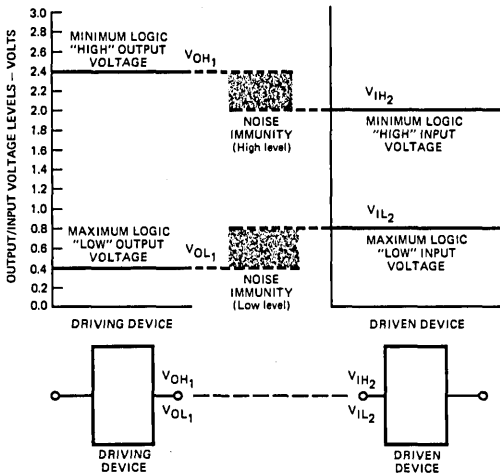 OUTPUT/INPUT VOLTAGE LEVELS – VOLTS
3.0
2.8
2.6
2.4
2.2
2.0
1.8
1.6
1.4
1.2
1.0
0.8
0.6
0.4
0.2
0.0
MINIMUM LOGIC
"HIGH" OUTPUT
VOLTAGE
VOH1
NOISE
IMMUNITY
(High level)
VIH2
MINIMUM LOGIC
"HIGH" INPUT
VOLTAGE
MAXIMUM LOGIC
"LOW" OUTPUT
VOLTAGE
VOL1
NOISE
IMMUNITY
(Low level)
VIL2
MAXIMUM LOGIC
"LOW" INPUT
VOLTAGE
DRIVING DEVICE
DRIVEN DEVICE
VOH1
VOL1
VIH2
VIL2
DRIVING
DEVICE
DRIVEN
DEVICE